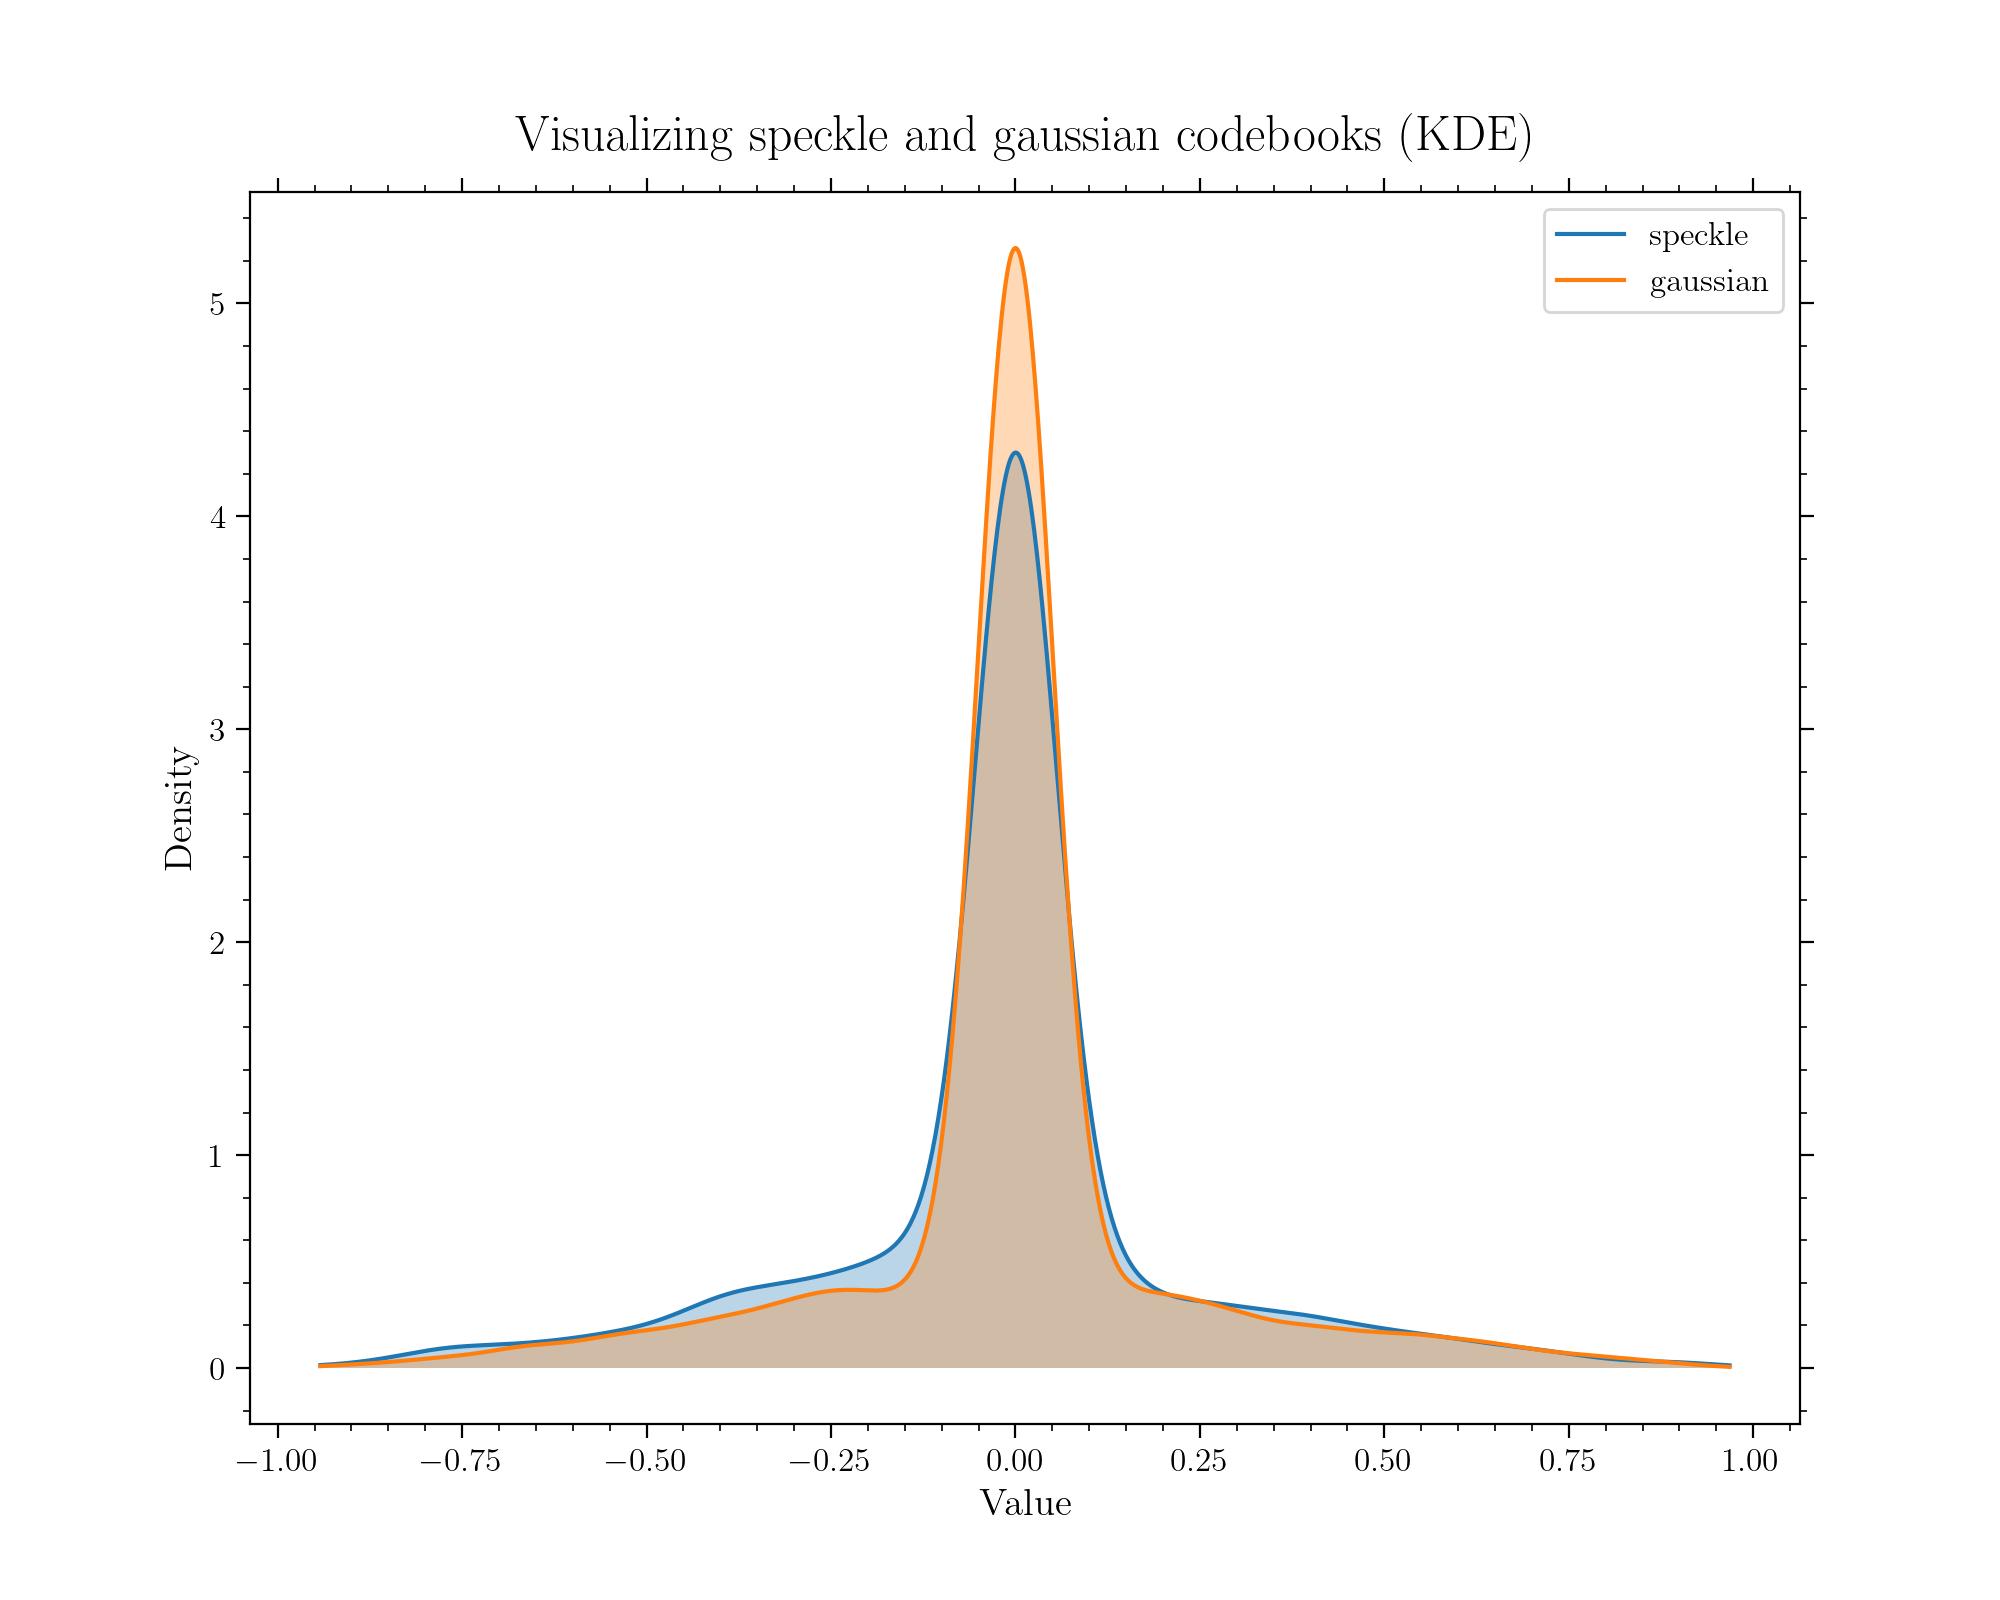 Visualizing speckle and gaussian codebooks (KDE)
speckle
gaussian
Density
5
4
3
2
1
0
−1.00 −0.75 −0.50 −0.25 0.00 0.25 0.50 0.75 1.00
Value